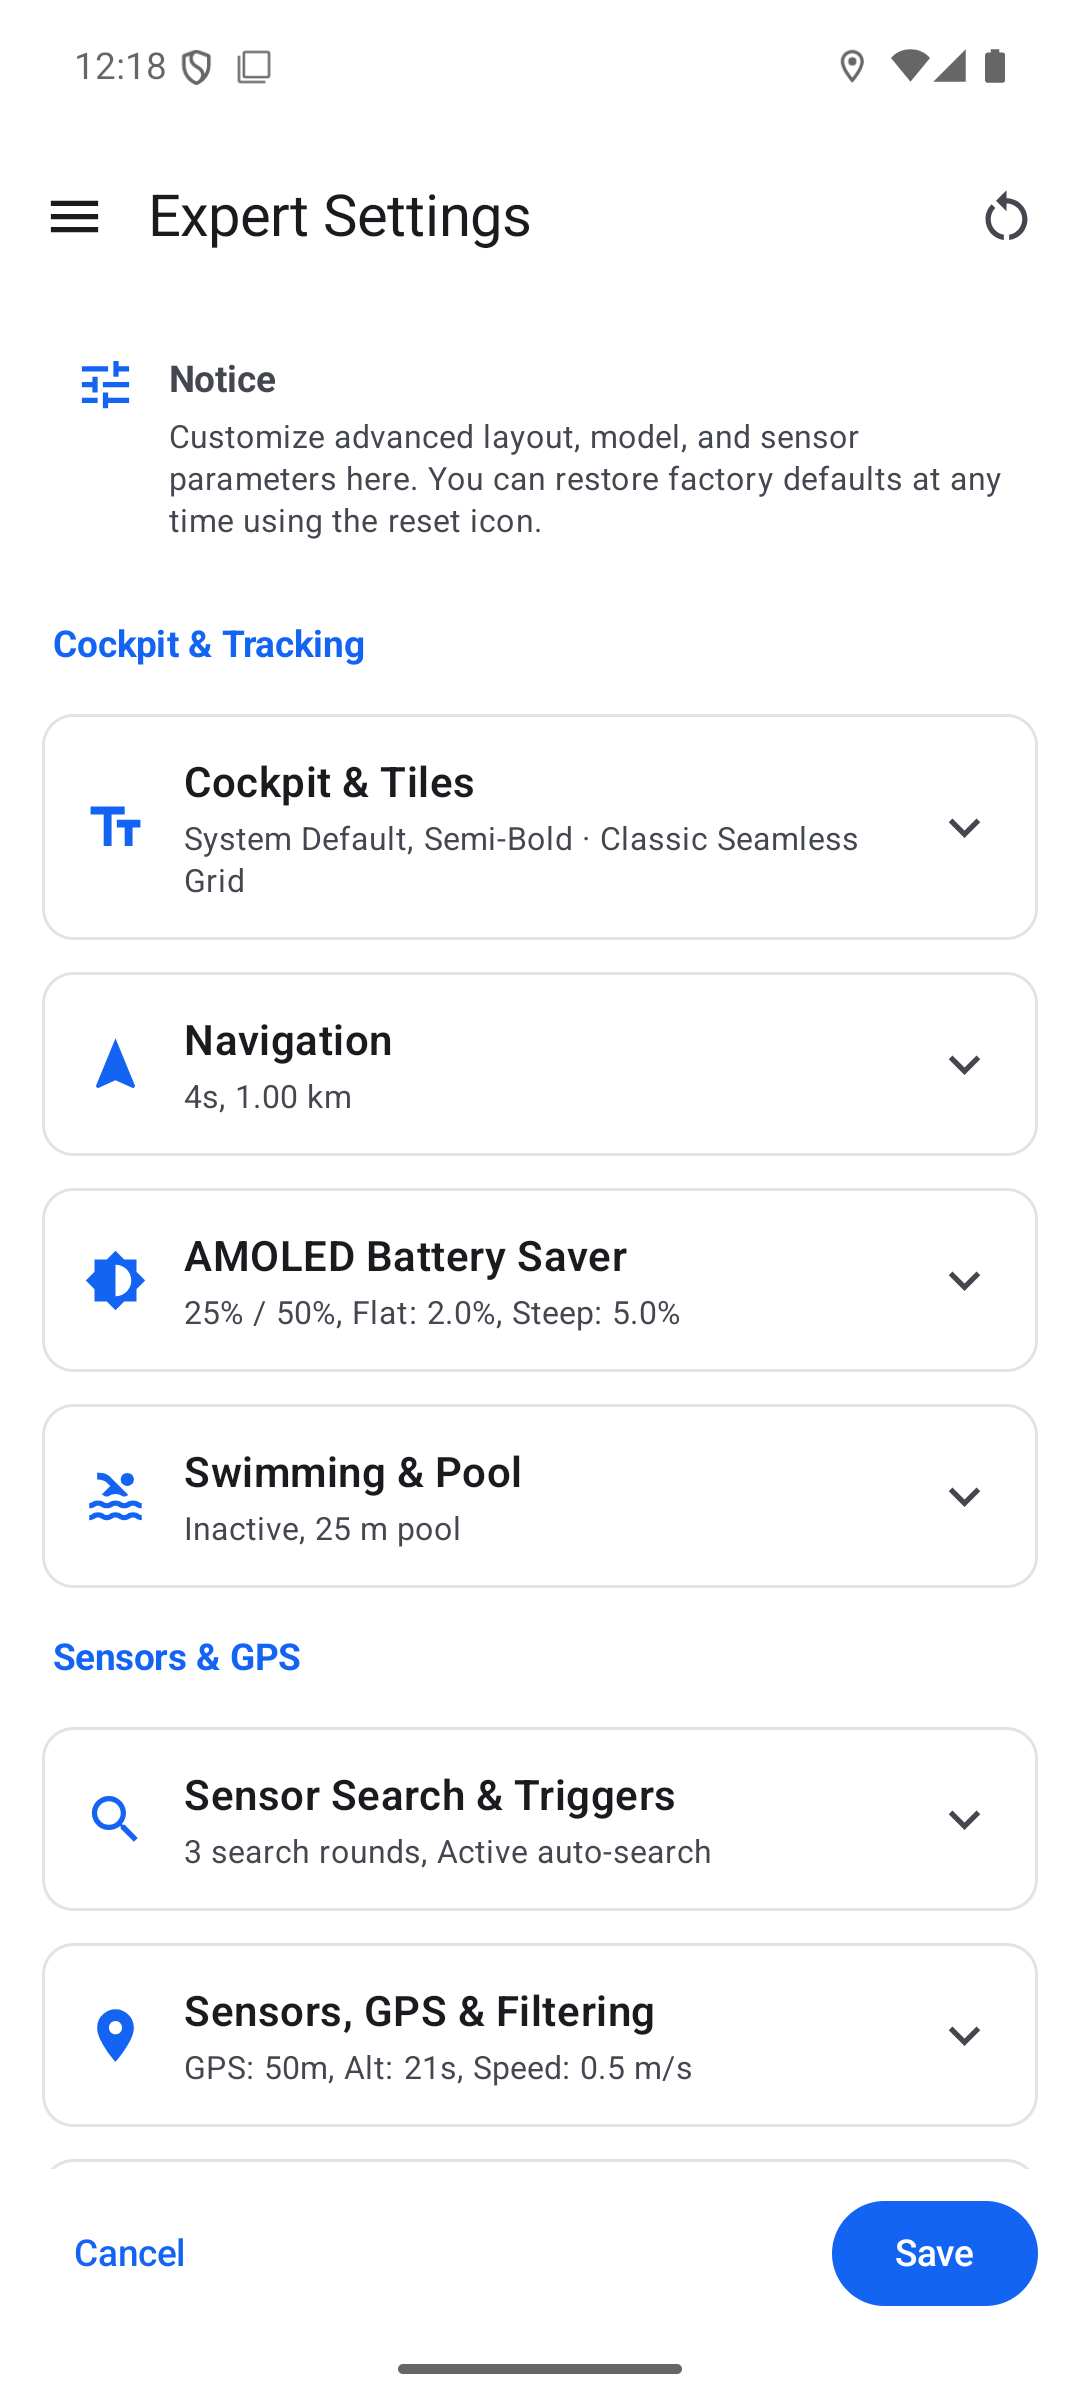 12:18
Expert Settings
Notice
Customize advanced layout, model, and sensor
parameters here. You can restore factory defaults at any
time using the reset icon.
Cockpit & Tracking
Cockpit & Tiles
System Default, Semi-Bold · Classic Seamless
Grid
Navigation
4s, 1.00 km
AMOLED Battery Saver
25% / 50%, Flat: 2.0%, Steep: 5.0%
Swimming & Pool
Inactive, 25 m pool
Sensors & GPS
Sensor Search & Triggers
3 search rounds, Active auto-search
Sensors, GPS & Filtering
GPS: 50m, Alt: 21s, Speed: 0.5 m/s
Cancel
Save